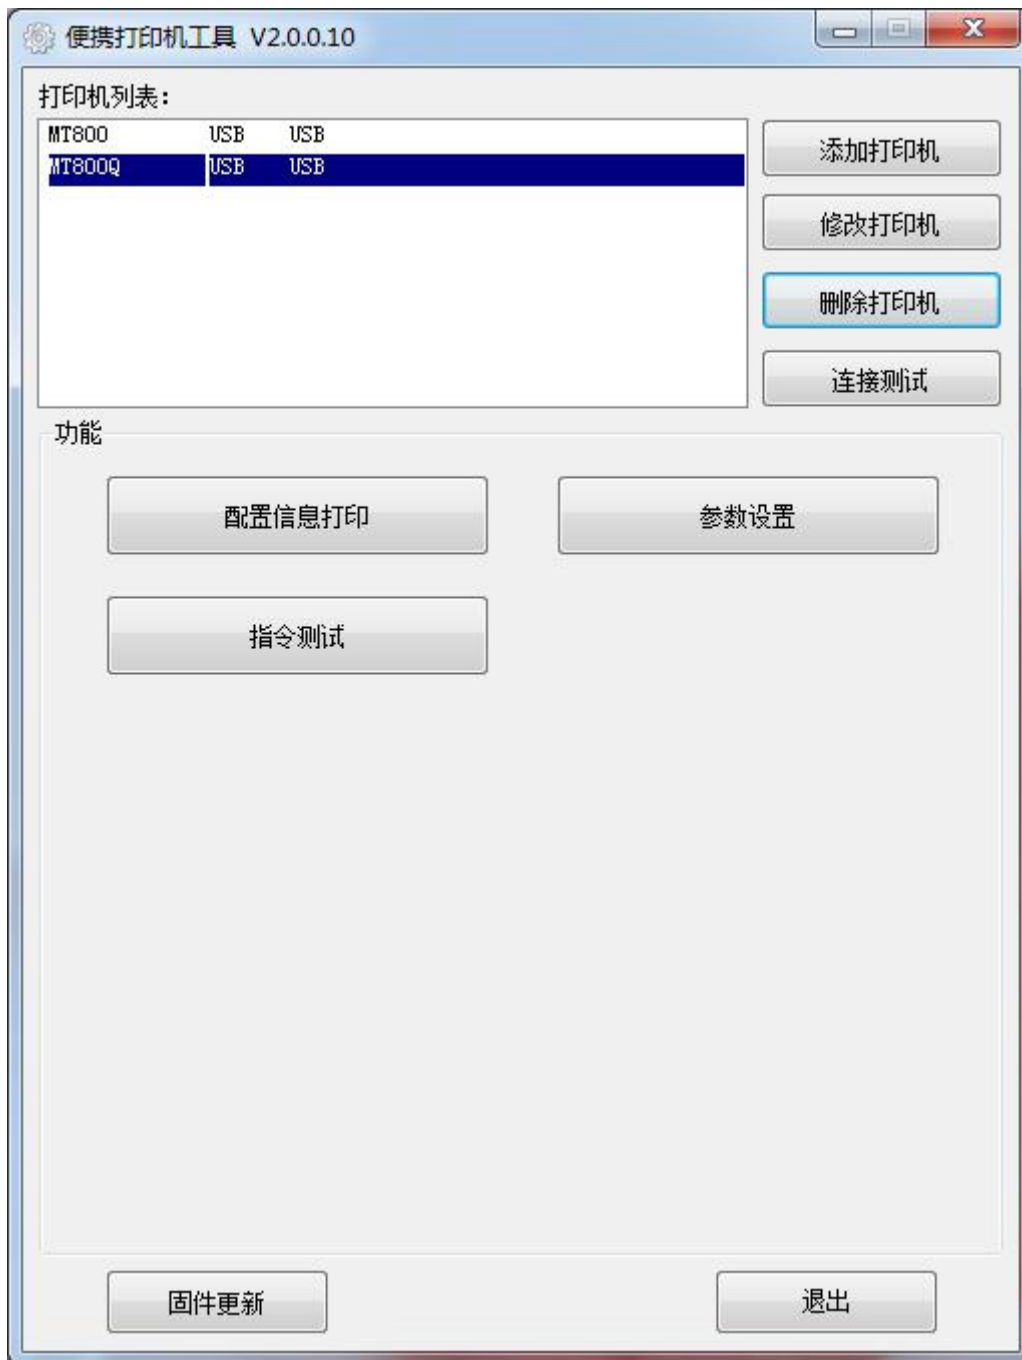 便携打印机工具 V2.0.0.10
打印机列表：
MT800 USB USB
MT800Q USB USB
添加打印机
修改打印机
删除打印机
连接测试
功能
配置信息打印
参数设置
指令测试
固件更新
退出